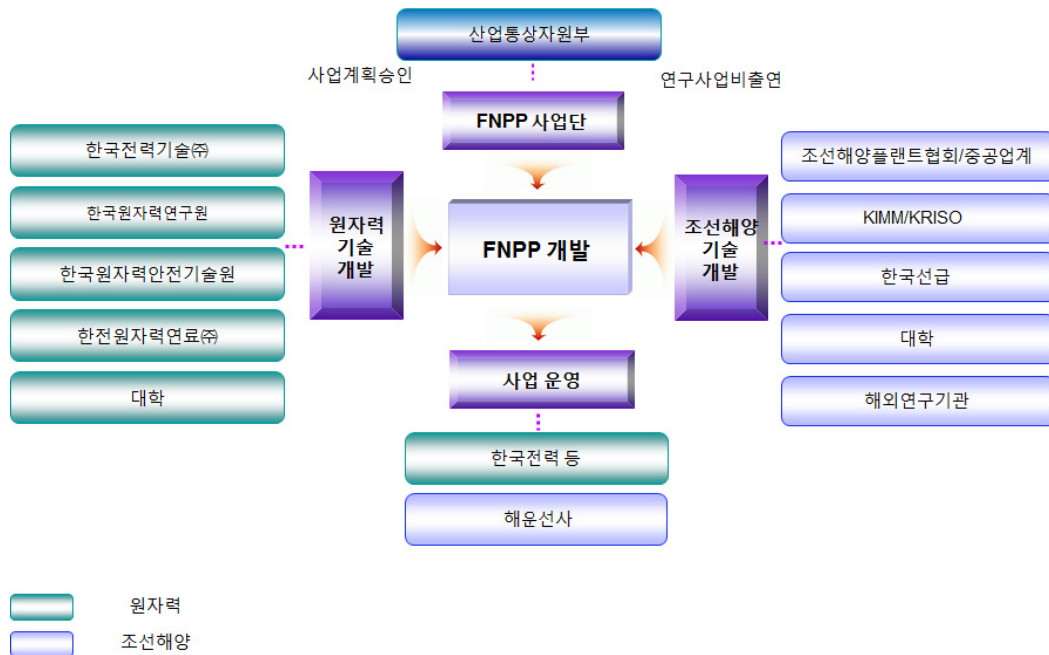 산업통상자원부
사업계획승인
연구사업비출연
FNPP 사업단
한국전력기술㈜
한국원자력연구원
한국원자력안전기술원
한전원자력연료㈜
대학
원자력
기술
개발
FNPP 개발
조선해양
기술
개발
조선해양플랜트협회/중공업계
KIMM/KRISO
한국선급
대학
해외연구기관
사업 운영
한국전력 등
해운선사
원자력
조선해양